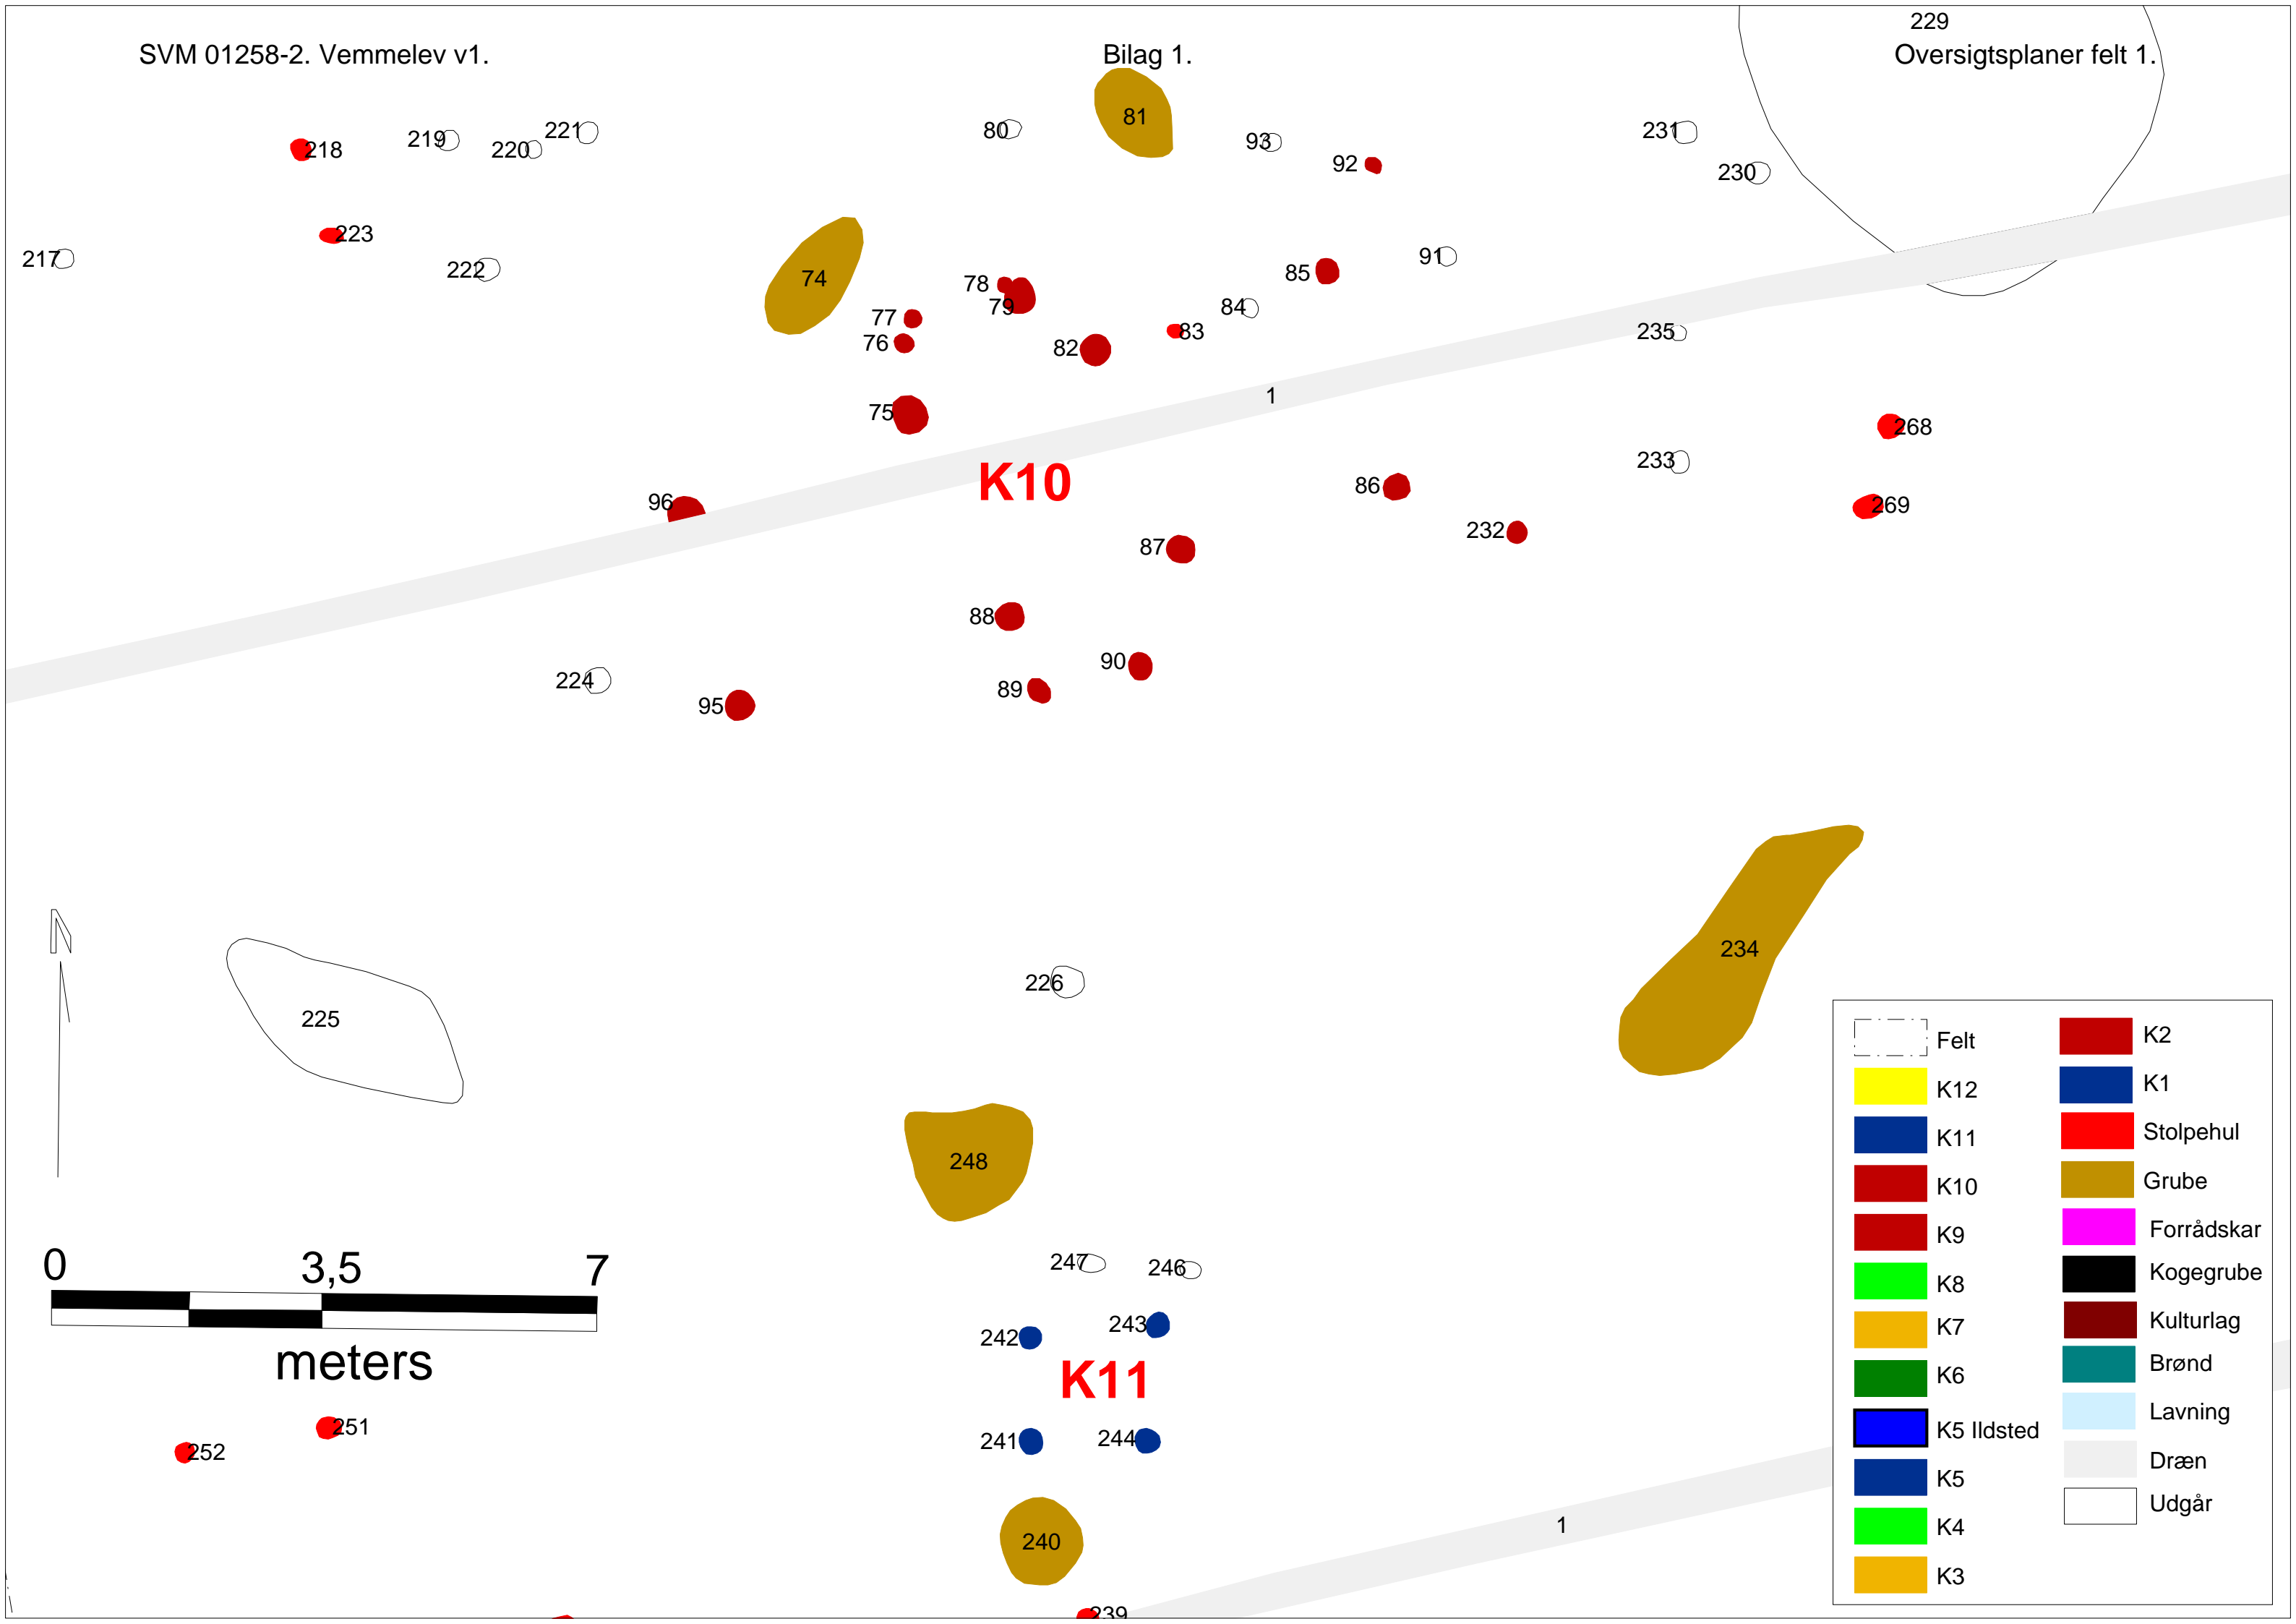 229
SVM 01258-2. Vemmelev v1.
Bilag 1.
Oversigtsplaner felt 1.
81
218
219
220
221
80
93
92
231
230
217
223
222
74
78
79
77
76
82
83
84
85
91
235
75
1
268
K10
96
86
233
269
232
87
88
90
89
224
95
N
225
226
234
248
0
3,5
7
meters
247
246
242
243
K11
241
244
252
251
240
239
1
Felt
K12
K11
K10
K9
K8
K7
K6
K5 Ildsted
K5
K4
K3
K2
K1
Stolpehul
Grube
Forrådskar
Kogegrube
Kulturlag
Brønd
Lavning
Dræn
Udgår